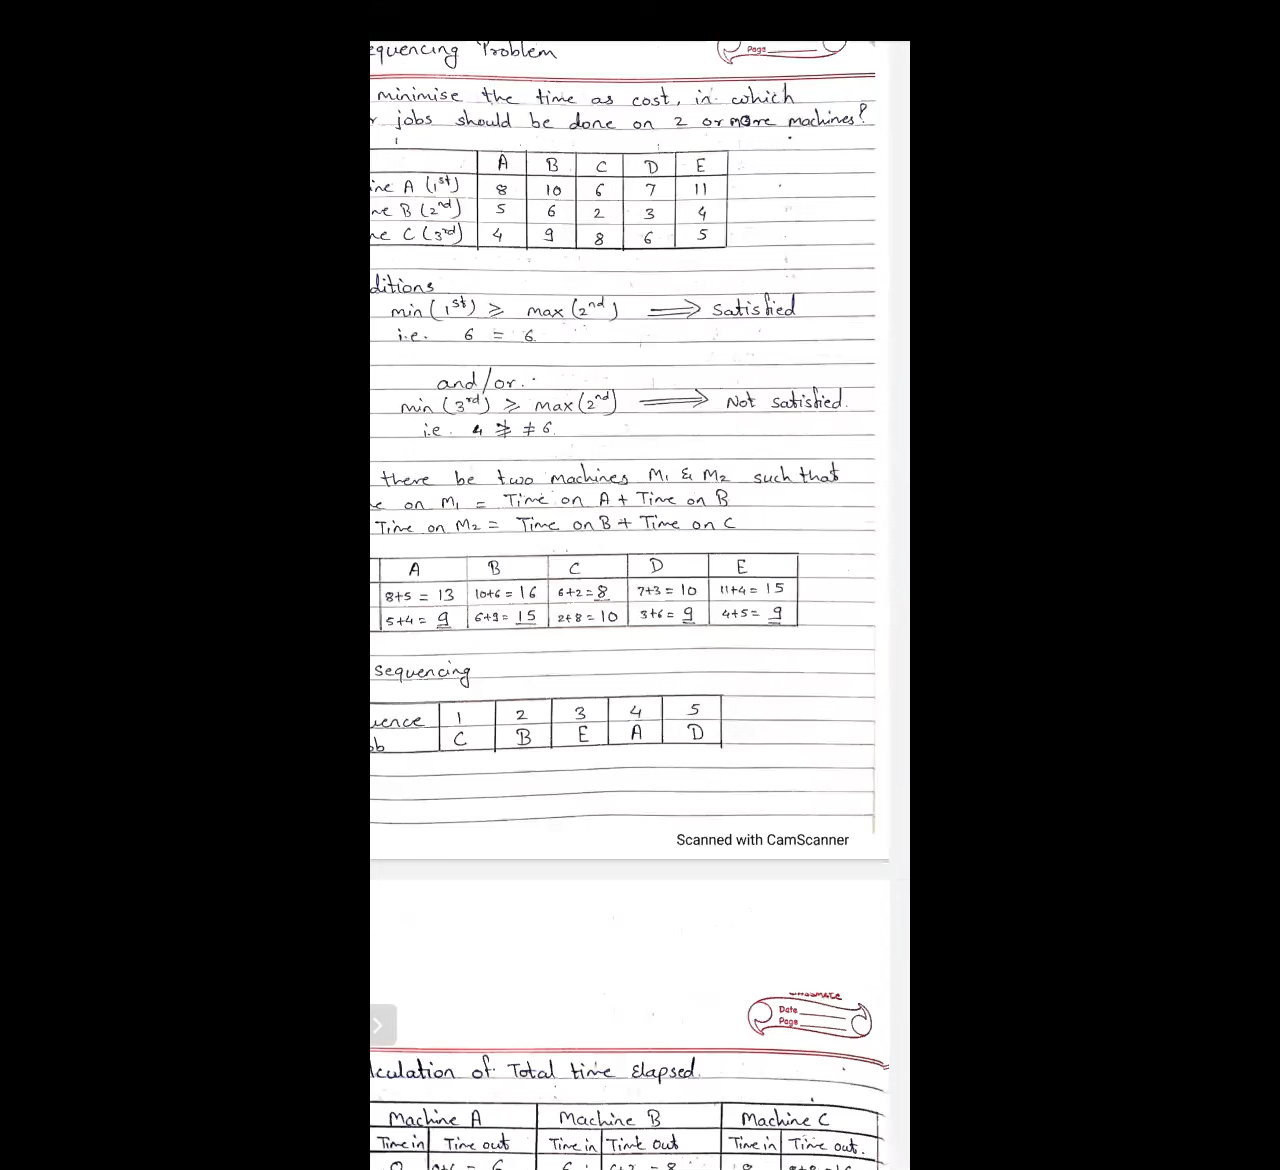 equencing Problem
Page
minimise the time as cost, in which
r jobs should be done on 2 or more machines?
A B C D E
ine A (1st) 8 10 6 7 11
ne B (2nd) 5 6 2 3 4
ne C (3rd) 4 9 8 6 5
ditions
min (1st) ⩾ max (2nd) ⟹ Satisfied
i.e. 6 = 6
and/or..
min (3rd) ⩾ max (2nd) ⟹ Not satisfied.
i.e. 4 ≱ ≠ 6.
there be two machines M1 & M2 such that
e on M1 = Time on A + Time on B
Time on M2 = Time on B + Time on C
A B C D E
8+5 = 13 10+6 = 16 6+2 = 8 7+3 = 10 11+4 = 15
5+4 = 9 6+9 = 15 2+8 = 10 3+6 = 9 4+5 = 9
sequencing
uence 1 2 3 4 5
ob C B E A D
Scanned with CamScanner
classmate
Date
Page
lculation of Total time Elapsed.
Machine A Machine B Machine C
Time in Time out Time in Time Out Time in Time out.